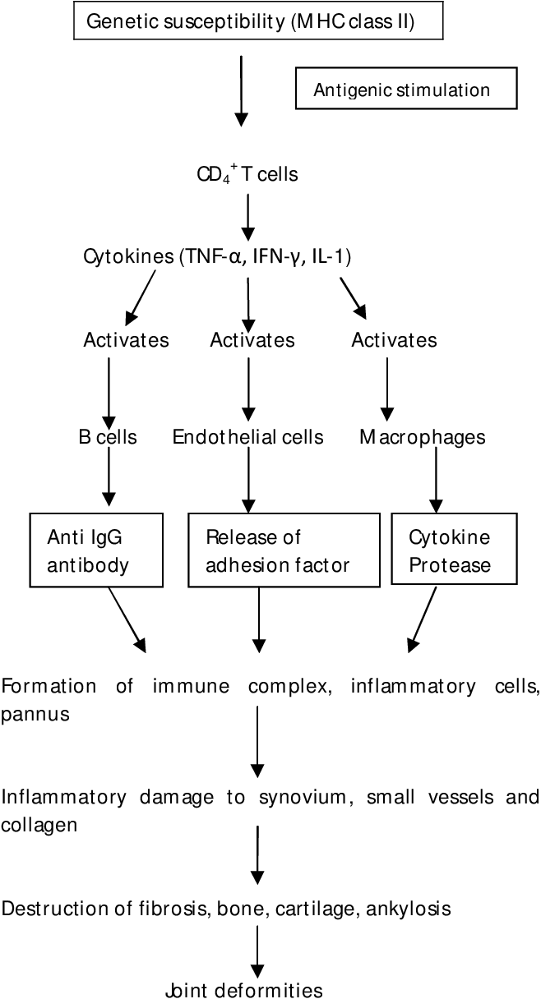 Genetic susceptibility (MHC class II)
Antigenic stimulation
CD₄⁺ T cells
Cytokines (TNF-α, IFN-γ, IL-1)
Activates Activates Activates
B cells Endothelial cells Macrophages
Anti IgG
antibody
Release of
adhesion factor
Cytokine
Protease
Formation of immune complex, inflammatory cells,
pannus
Inflammatory damage to synovium, small vessels and
collagen
Destruction of fibrosis, bone, cartilage, ankylosis
Joint deformities